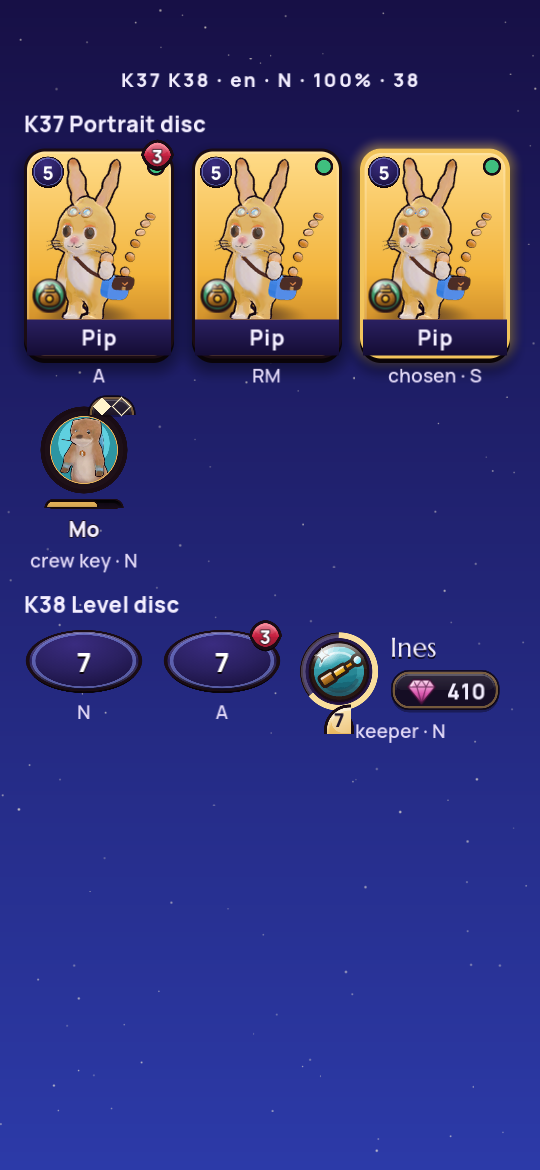 K37 K38 · en · N · 100% · 38
K37 Portrait disc
5 3 5 5
Pip Pip Pip
A RM chosen · S
Mo
crew key · N
K38 Level disc
7 7 3 Ines
410
7
N A keeper · N